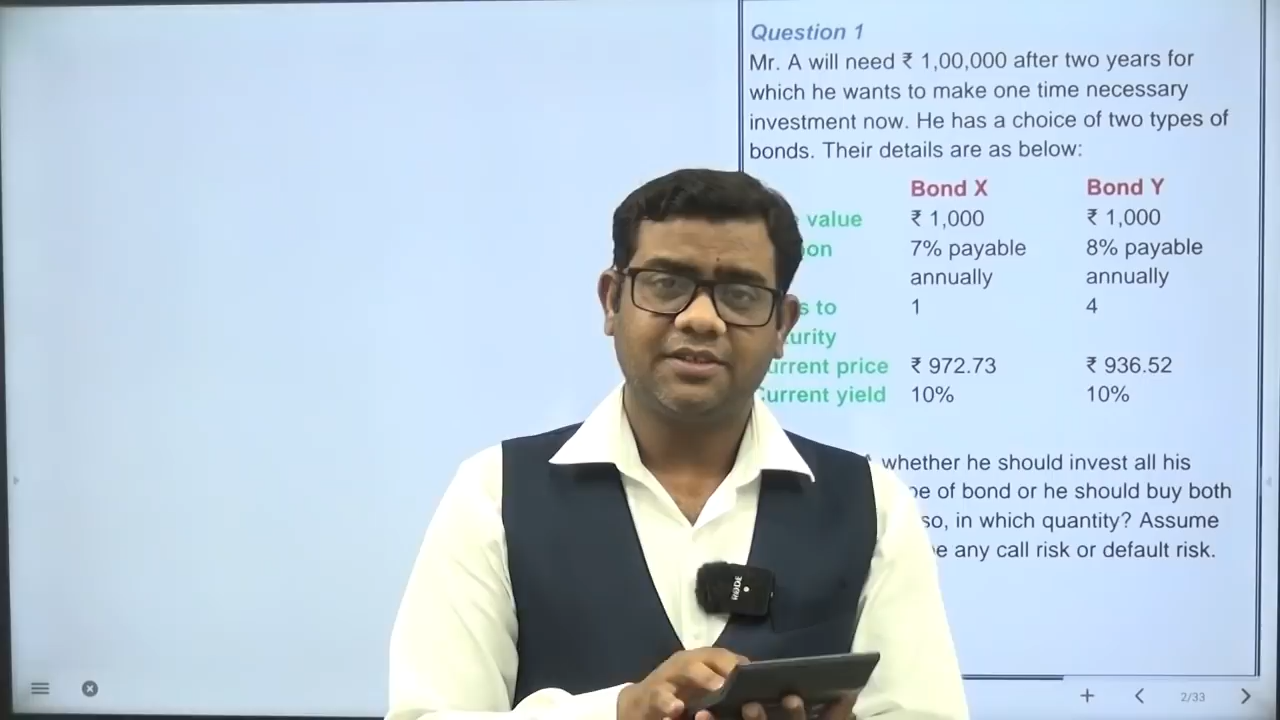 Question 1
Mr. A will need ₹ 1,00,000 after two years for
which he wants to make one time necessary
investment now. He has a choice of two types of
bonds. Their details are as below:
Bond X Bond Y
value ₹ 1,000 ₹ 1,000
7% payable 8% payable
annually annually
to 1 4
Current price ₹ 972.73 ₹ 936.52
Current yield 10% 10%
whether he should invest all his
of bond or he should buy both
so, in which quantity? Assume
any call risk or default risk.
RØDE
2/33